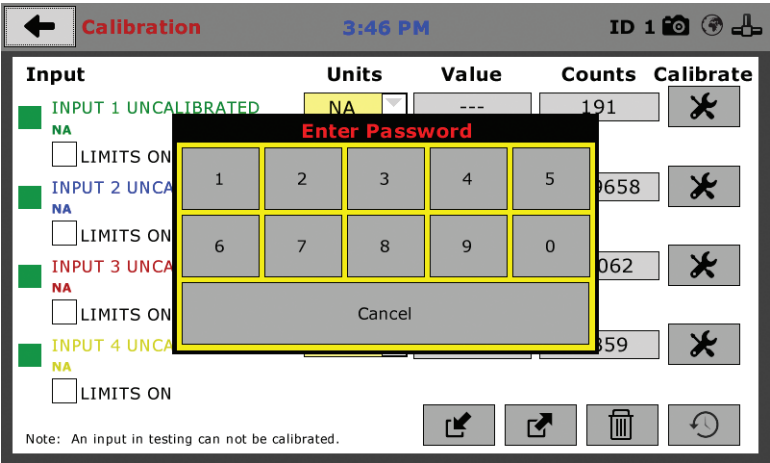 Calibration 3:46 PM ID 1
Input Units Value Counts Calibrate
INPUT 1 UNCALIBRATED NA --- 191
NA
Enter Password
LIMITS ON
1 2 3 4 5
INPUT 2 UNCA 9658
NA
LIMITS ON
6 7 8 9 0
INPUT 3 UNCA 062
NA
LIMITS ON
Cancel
INPUT 4 UNCA 359
NA
LIMITS ON
Note: An input in testing can not be calibrated.